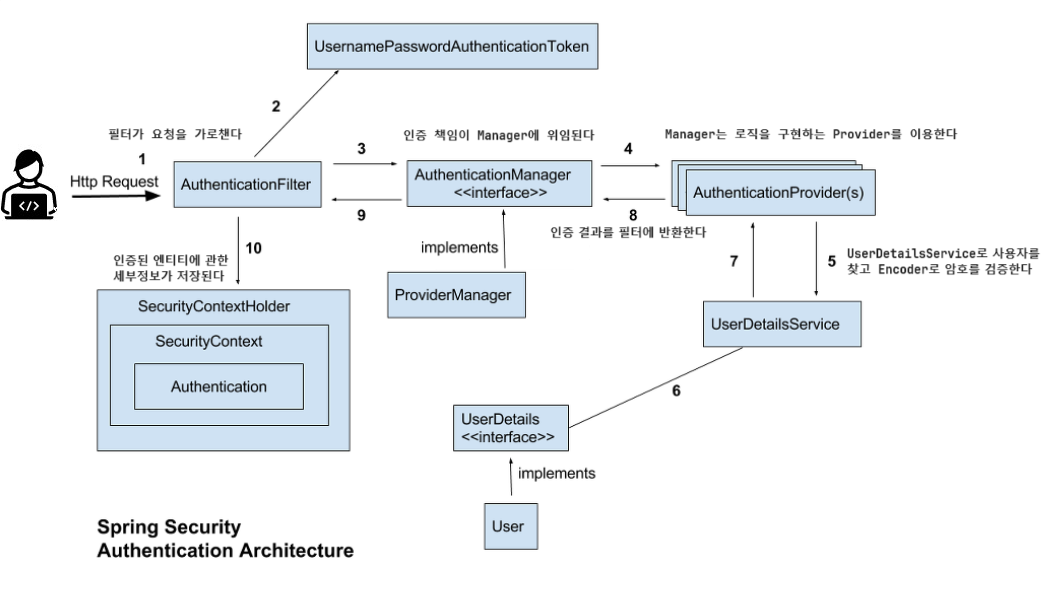 UsernamePasswordAuthenticationToken
2
필터가 요청을 가로챈다
1
Http Request
AuthenticationFilter
인증 책임이 Manager에 위임된다
3
AuthenticationManager
<<interface>>
9
Manager는 로직을 구현하는 Provider를 이용한다
4
AuthenticationProvider(s)
8
인증 결과를 필터에 반환한다
10
인증된 엔티티에 관한
세부정보가 저장된다
implements
ProviderManager
7
5
UserDetailsService로 사용자를
찾고 Encoder로 암호를 검증한다
SecurityContextHolder
SecurityContext
Authentication
UserDetailsService
6
UserDetails
<<interface>>
implements
User
Spring Security
Authentication Architecture
</>